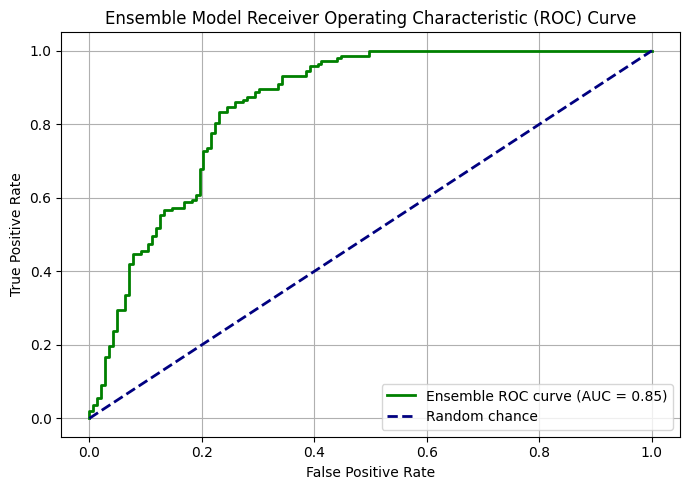 Ensemble Model Receiver Operating Characteristic (ROC) Curve
True Positive Rate
1.0
0.8
0.6
0.4
0.2
0.0
0.0 0.2 0.4 0.6 0.8 1.0
False Positive Rate
Ensemble ROC curve (AUC = 0.85)
Random chance